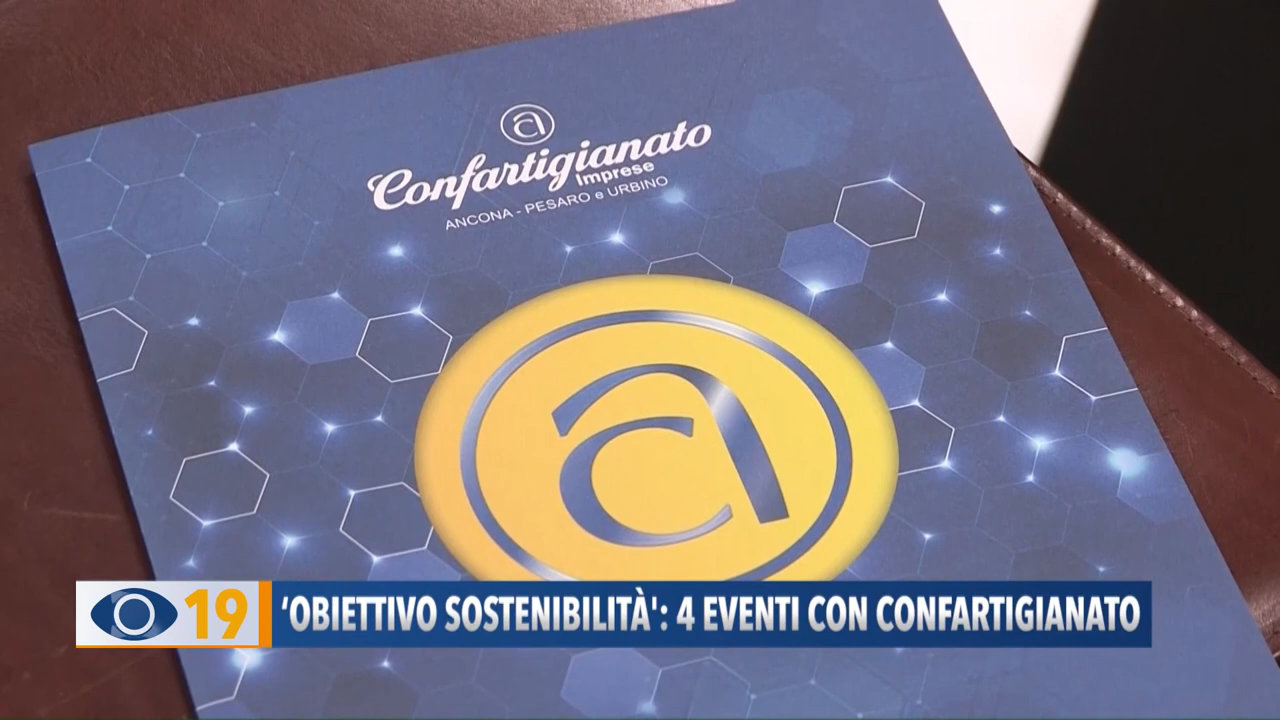 Confartigianato
Imprese
ANCONA - PESARO e URBINO
19
‘OBIETTIVO SOSTENIBILITÀ': 4 EVENTI CON CONFARTIGIANATO